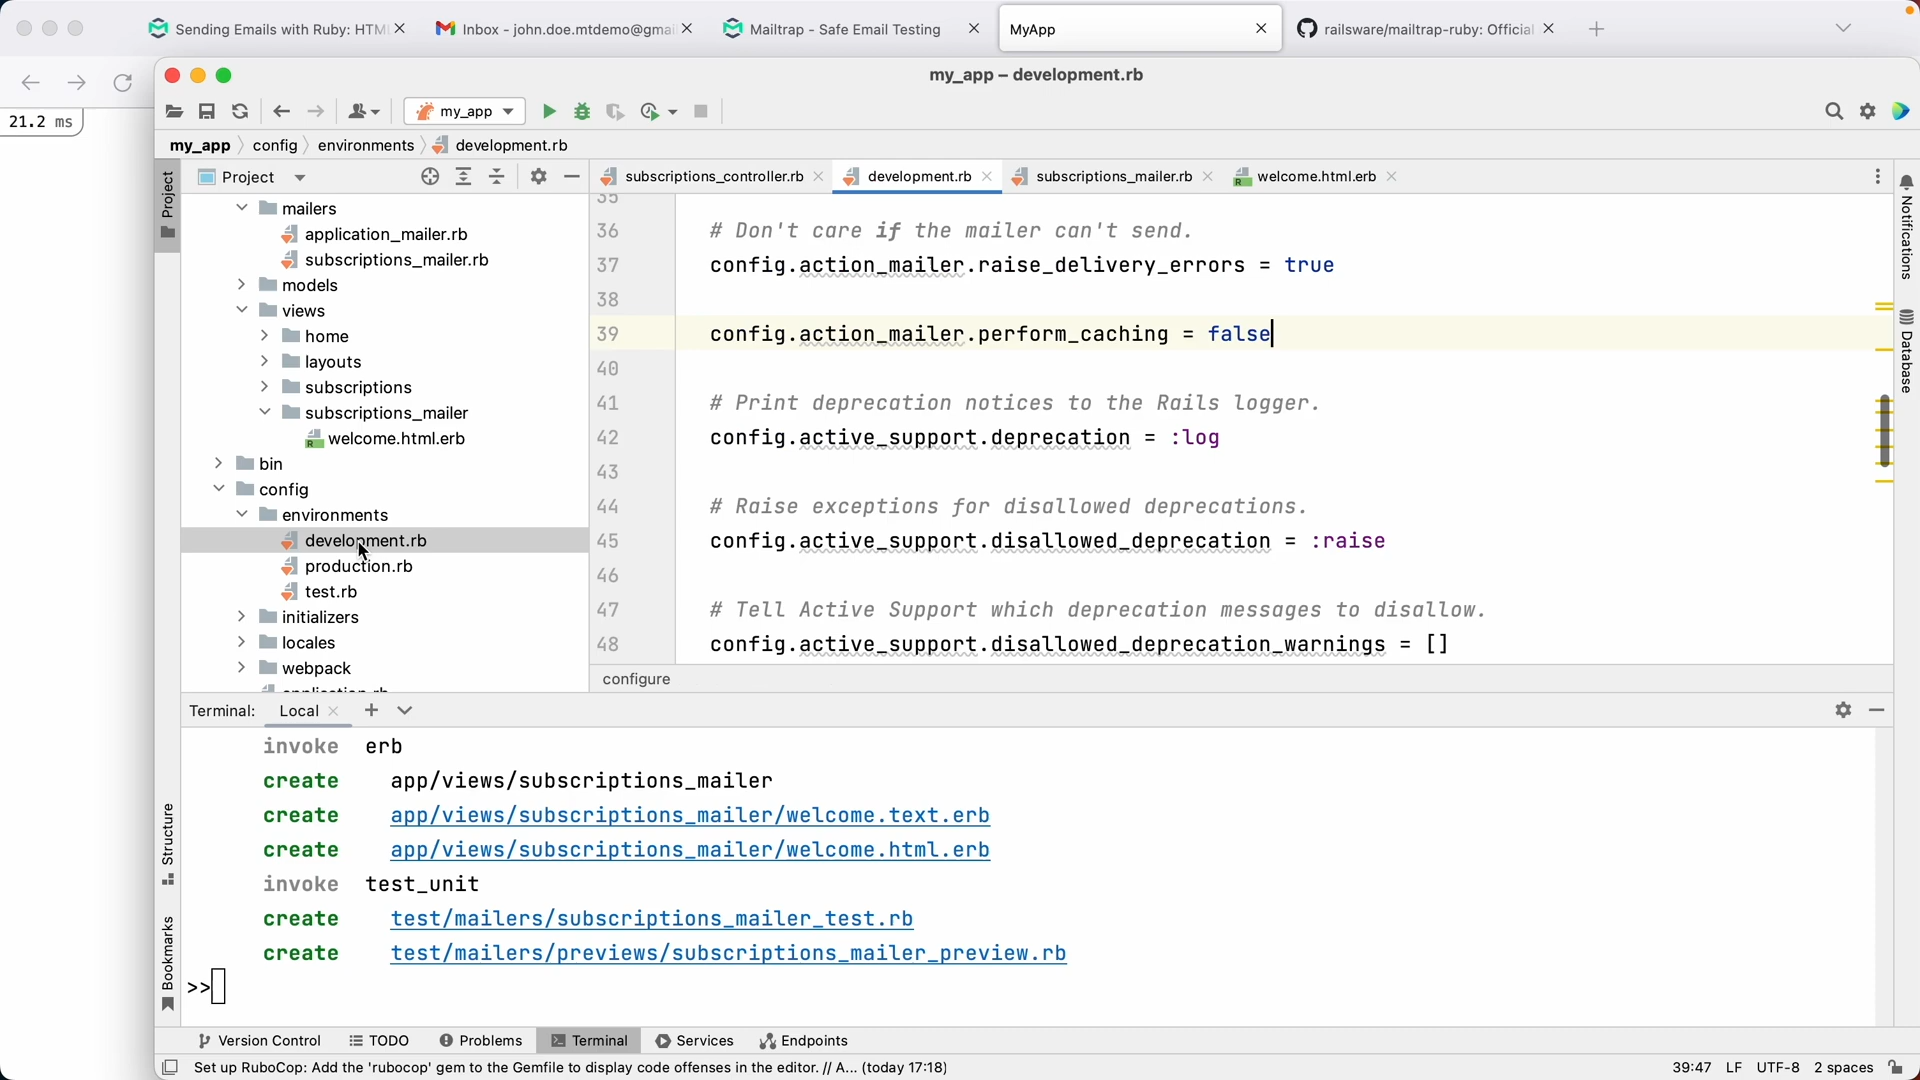 Sending Emails with Ruby: HTM
Inbox - john.doe.mtdemo@gmai
Mailtrap - Safe Email Testing
MyApp
railsware/mailtrap-ruby: Official
21.2 ms
my_app – development.rb
my_app
my_app
config
environments
development.rb
Project
Project
subscriptions_controller.rb
development.rb
subscriptions_mailer.rb
welcome.html.erb
mailers
application_mailer.rb
subscriptions_mailer.rb
models
views
home
layouts
subscriptions
subscriptions_mailer
welcome.html.erb
bin
config
environments
development.rb
production.rb
test.rb
initializers
locales
webpack
application.rb
35
36 # Don't care if the mailer can't send.
37 config.action_mailer.raise_delivery_errors = true
38
39 config.action_mailer.perform_caching = false
40
41 # Print deprecation notices to the Rails logger.
42 config.active_support.deprecation = :log
43
44 # Raise exceptions for disallowed deprecations.
45 config.active_support.disallowed_deprecation = :raise
46
47 # Tell Active Support which deprecation messages to disallow.
48 config.active_support.disallowed_deprecation_warnings = []
configure
Notifications
Database
Terminal: Local
invoke erb
create app/views/subscriptions_mailer
create app/views/subscriptions_mailer/welcome.text.erb
create app/views/subscriptions_mailer/welcome.html.erb
invoke test_unit
create test/mailers/subscriptions_mailer_test.rb
create test/mailers/previews/subscriptions_mailer_preview.rb
>>
Structure
Bookmarks
Version Control
TODO
Problems
Terminal
Services
Endpoints
Set up RuboCop: Add the 'rubocop' gem to the Gemfile to display code offenses in the editor. // A... (today 17:18)
39:47 LF UTF-8 2 spaces